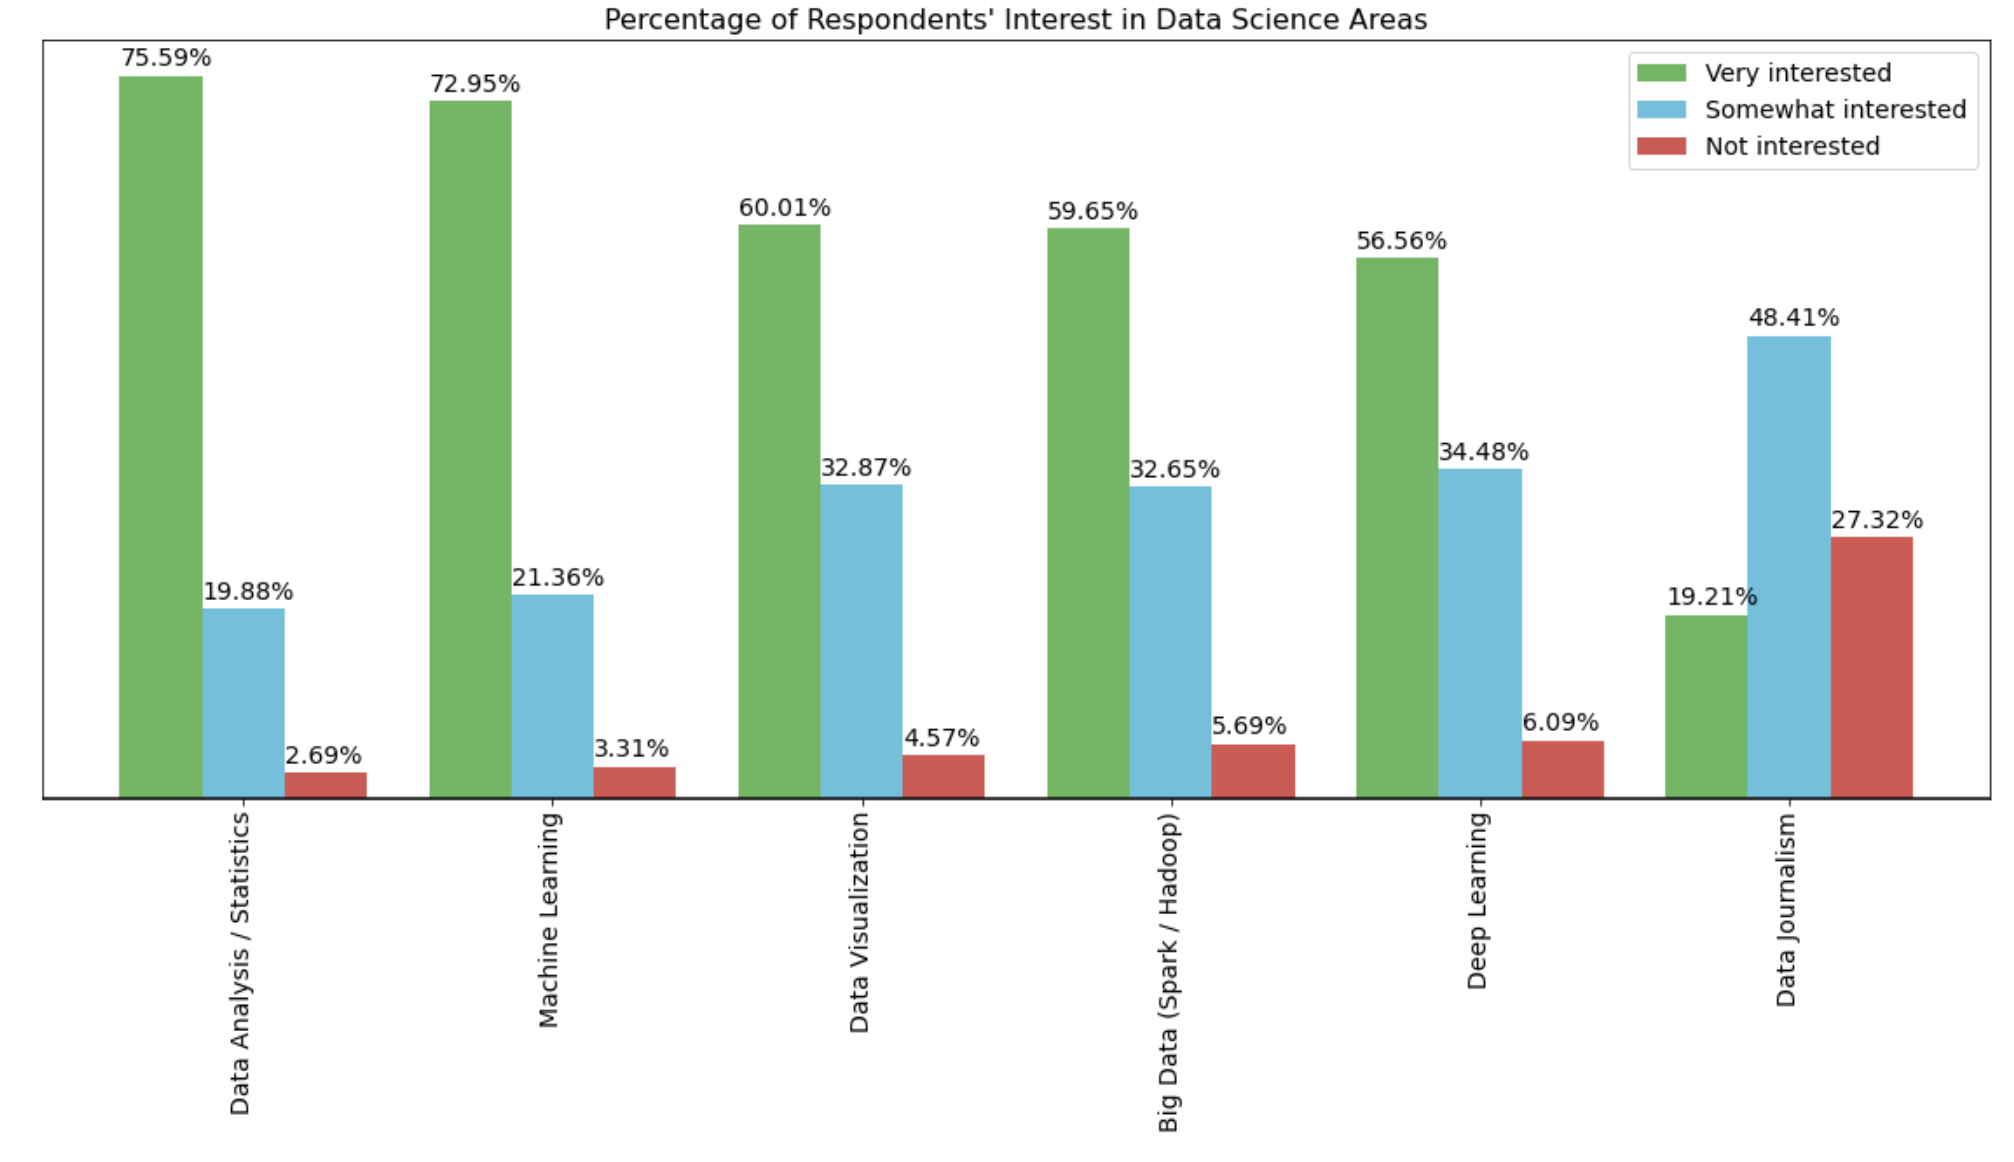 Percentage of Respondents' Interest in Data Science Areas
Very interested
Somewhat interested
Not interested
75.59%
19.88%
2.69%
72.95%
21.36%
3.31%
60.01%
32.87%
4.57%
59.65%
32.65%
5.69%
56.56%
34.48%
6.09%
19.21%
48.41%
27.32%
Data Analysis / Statistics
Machine Learning
Data Visualization
Big Data (Spark / Hadoop)
Deep Learning
Data Journalism